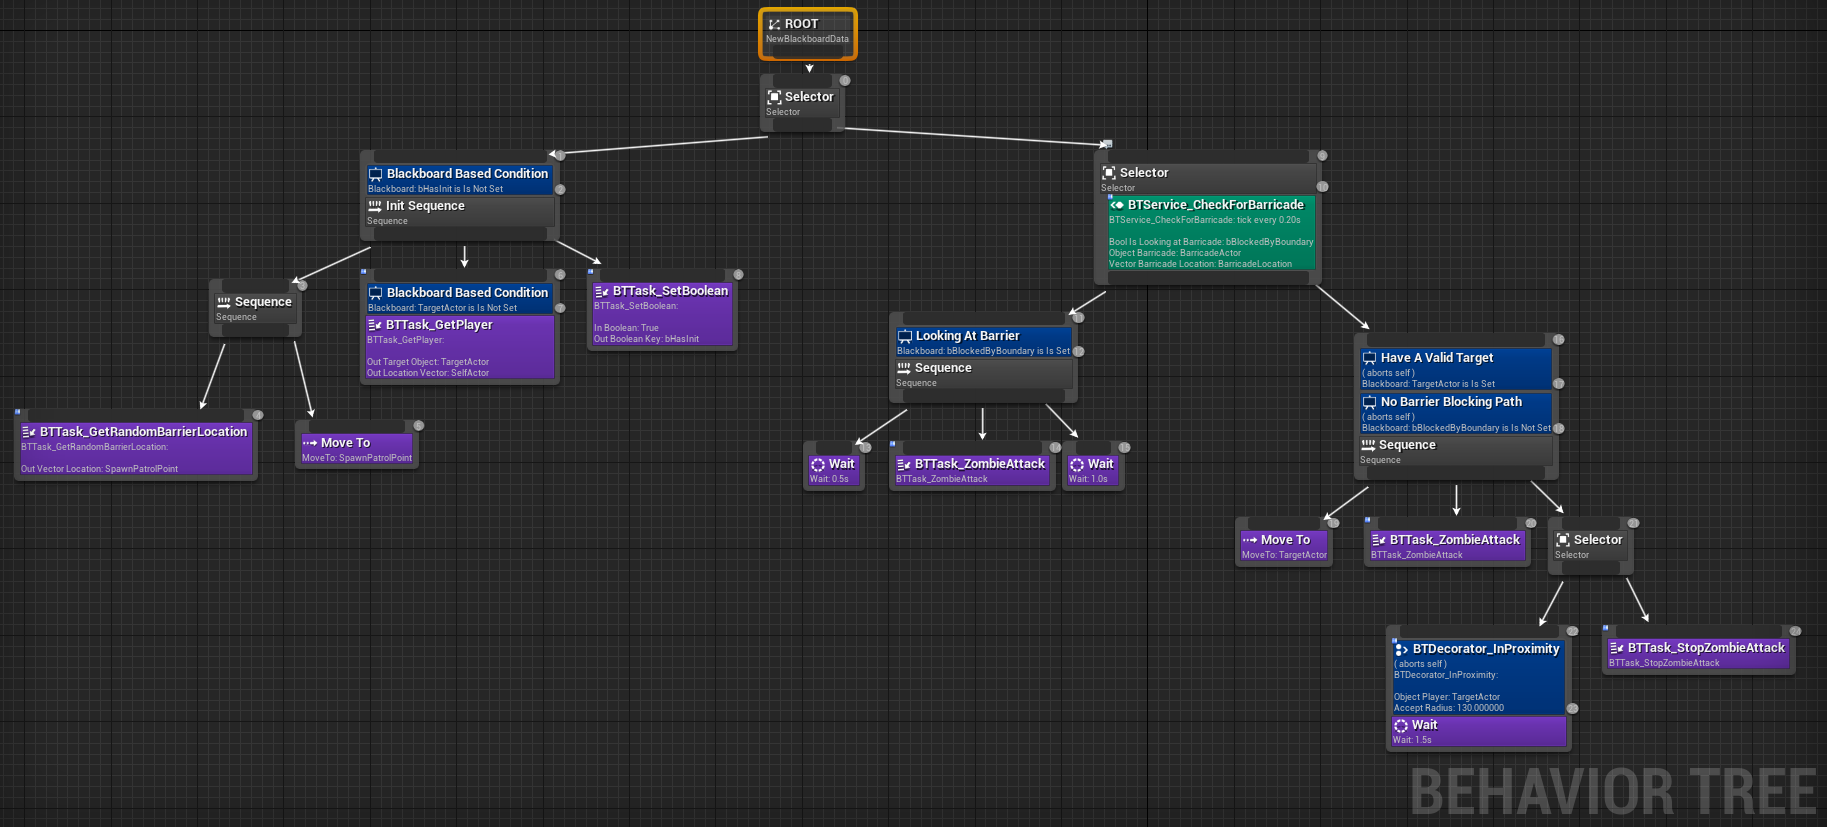 ROOT
NewBlackboardData
Selector
Selector
Blackboard Based Condition
Blackboard: bHasInit is Is Not Set
Init Sequence
Sequence
Selector
Selector
BTService_CheckForBarricade
BTService_CheckForBarricade: tick every 0.20s
Bool Is Looking at Barricade: bBlockedByBoundary
Object Barricade: BarricadeActor
Vector Barricade Location: BarricadeLocation
Sequence
Sequence
Blackboard Based Condition
Blackboard: TargetActor is Is Not Set
BTTask_GetPlayer
BTTask_GetPlayer:
Out Target Object: TargetActor
Out Location Vector: SelfActor
BTTask_SetBoolean
BTTask_SetBoolean:
In Boolean: True
Out Boolean Key: bHasInit
Looking At Barrier
Blackboard: bBlockedByBoundary is Is Set
Sequence
Sequence
Have A Valid Target
( aborts self )
Blackboard: TargetActor is Is Set
No Barrier Blocking Path
( aborts self )
Blackboard: bBlockedByBoundary is Is Not Set
Sequence
Sequence
BTTask_GetRandomBarrierLocation
BTTask_GetRandomBarrierLocation:
Out Vector Location: SpawnPatrolPoint
Move To
MoveTo: SpawnPatrolPoint
Wait
Wait: 0.5s
BTTask_ZombieAttack
BTTask_ZombieAttack
Wait
Wait: 1.0s
Move To
MoveTo: TargetActor
BTTask_ZombieAttack
BTTask_ZombieAttack
Selector
Selector
BTDecorator_InProximity
( aborts self )
BTDecorator_InProximity:
Object Player: TargetActor
Accept Radius: 130.000000
Wait
Wait: 1.5s
BTTask_StopZombieAttack
BTTask_StopZombieAttack
BEHAVIOR TREE